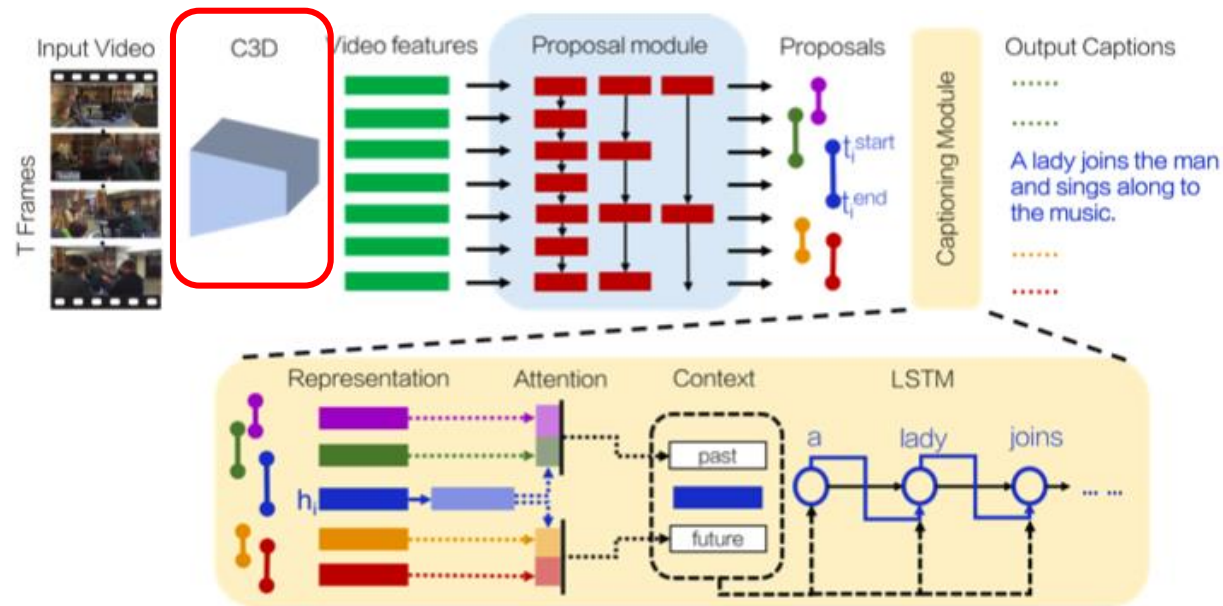 Input Video
C3D
Video features
Proposal module
Proposals
Output Captions
T Frames
t_i^start
t_i^end
Captioning Module
......
......
A lady joins the man
and sings along to
the music.
......
......
Representation
Attention
Context
LSTM
h_i
past
future
a
lady
joins
... ...